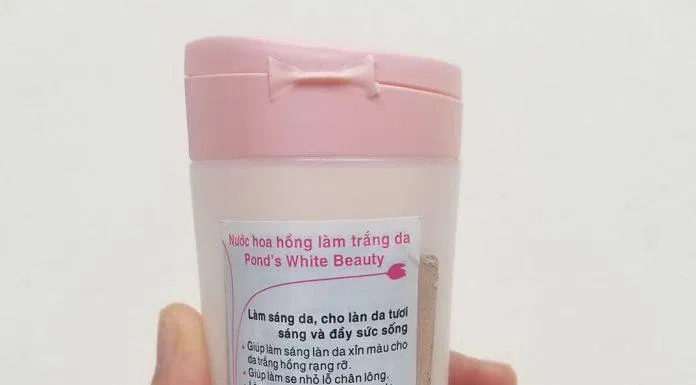 Nước hoa hồng làm trắng da
Pond's White Beauty
Làm sáng da, cho làn da tươi
sáng và đầy sức sống
• Giúp làm sáng làn da xỉn màu cho
da trắng hồng rạng rỡ.
• Giúp làm se nhỏ lỗ chân lông.